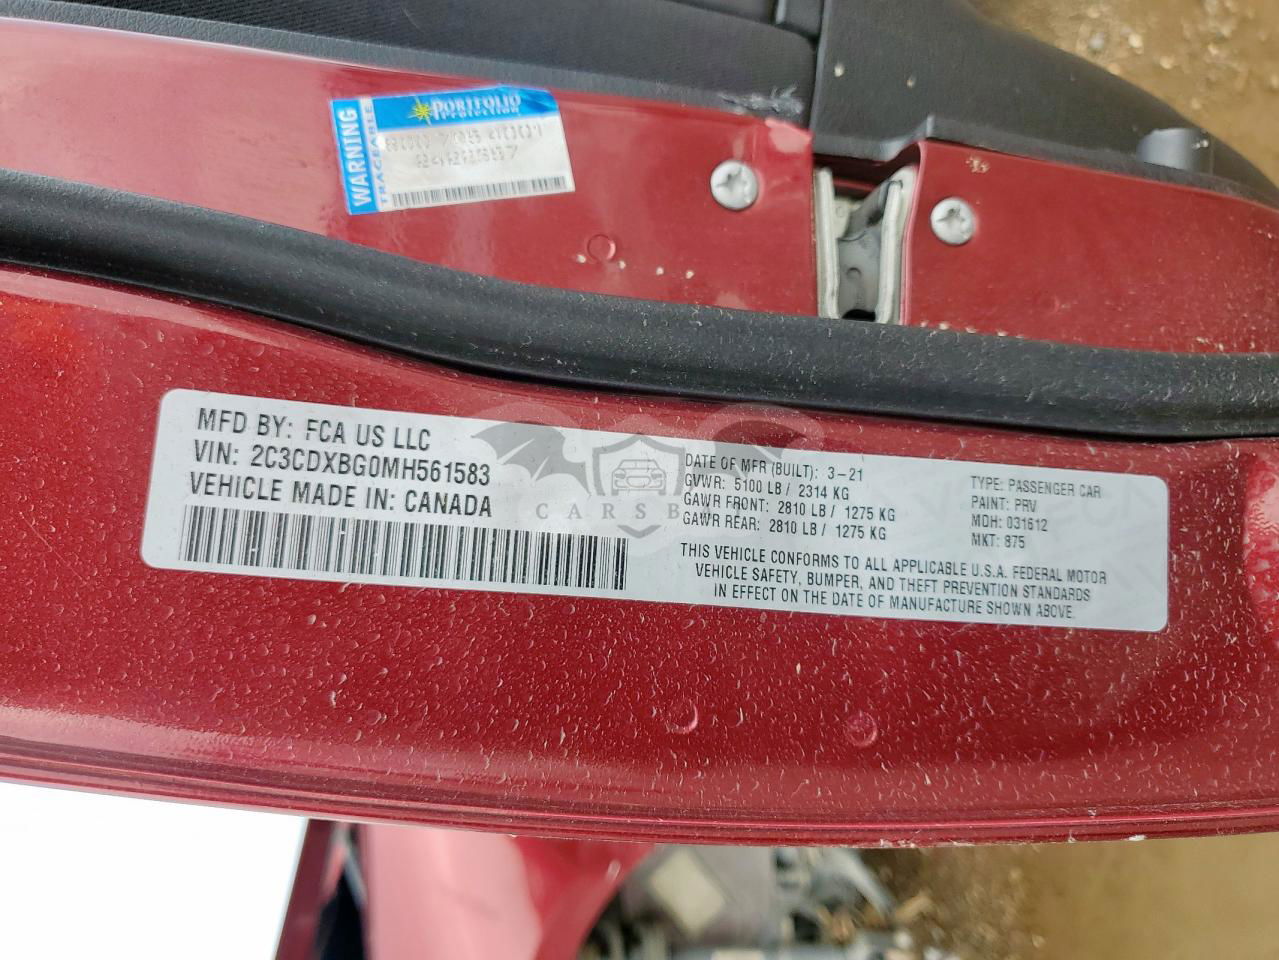 WARNING
TRACEABLE
PORTFOLIO
Protection
MFD BY: FCA US LLC
VIN: 2C3CDXBG0MH561583
VEHICLE MADE IN: CANADA
DATE OF MFR (BUILT): 3-21
GVWR: 5100 LB / 2314 KG
GAWR FRONT: 2810 LB / 1275 KG
GAWR REAR: 2810 LB / 1275 KG
TYPE: PASSENGER CAR
PAINT: PRV
MDH: 031612
MKT: 875
THIS VEHICLE CONFORMS TO ALL APPLICABLE U.S.A. FEDERAL MOTOR
VEHICLE SAFETY, BUMPER, AND THEFT PREVENTION STANDARDS
IN EFFECT ON THE DATE OF MANUFACTURE SHOWN ABOVE.